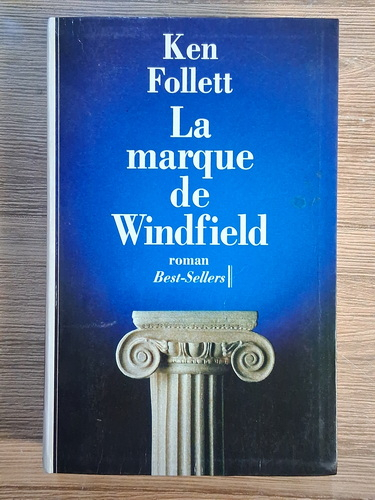 Ken
Follett
La
marque
de
Windfield
roman
Best-Sellers